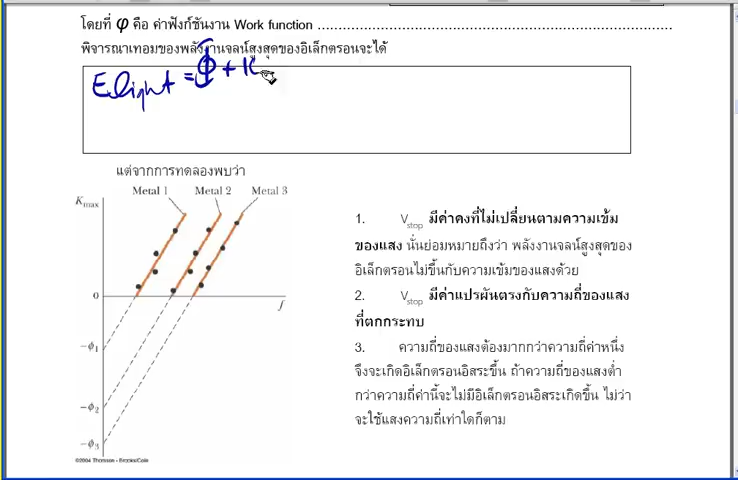 โดยที่ φ คือ ค่าฟังก์ชันงาน Work function ....................................................................................
พิจารณาเทอมของพลังงานจลน์สูงสุดของอิเล็กตรอนจะได้
E light = Φ + K
แต่จากการทดลองพบว่า
Metal 1 Metal 2 Metal 3
Kmax
0
f
−ϕ1
−ϕ2
−ϕ3
©2004 Thomson - Brooks/Cole
1. Vstop มีค่าคงที่ไม่เปลี่ยนตามความเข้ม
ของแสง นั่นย่อมหมายถึงว่า พลังงานจลน์สูงสุดของ
อิเล็กตรอนไม่ขึ้นกับความเข้มของแสงด้วย
2. Vstop มีค่าแปรผันตรงกับความถี่ของแสง
ที่ตกกระทบ
3. ความถี่ของแสงต้องมากกว่าความถี่ค่าหนึ่ง
จึงจะเกิดอิเล็กตรอนอิสระขึ้น ถ้าความถี่ของแสงต่ำ
กว่าความถี่ค่านี้จะไม่มีอิเล็กตรอนอิสระเกิดขึ้น ไม่ว่า
จะใช้แสงความถี่เท่าใดก็ตาม